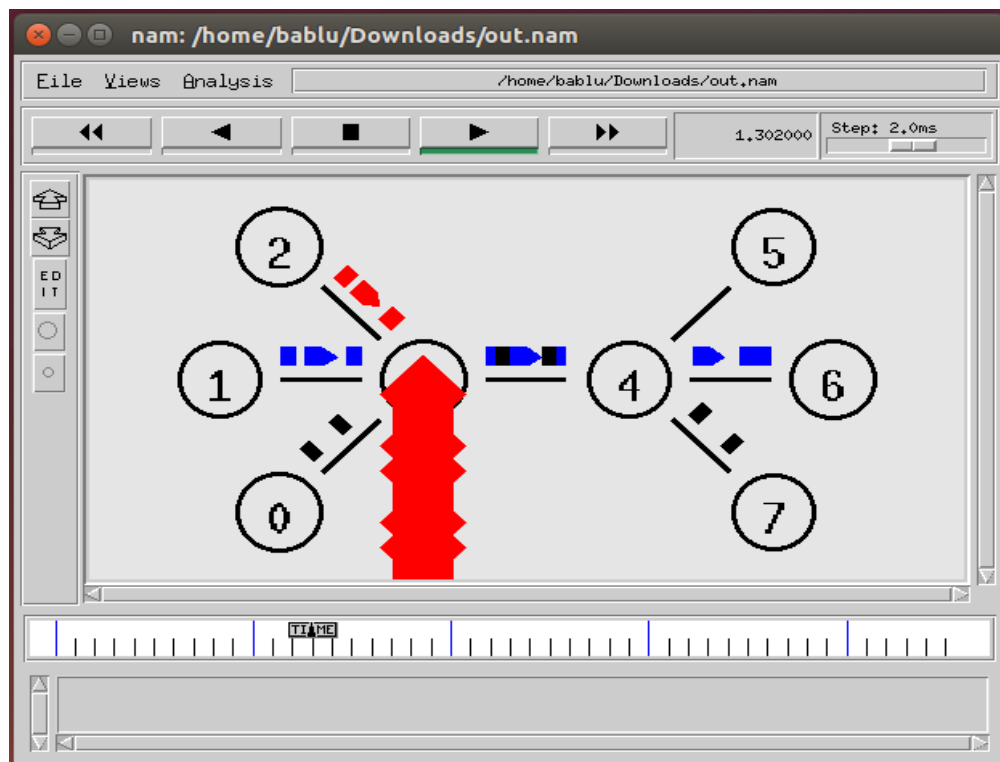 nam: /home/bablu/Downloads/out.nam
File Views Analysis /home/bablu/Downloads/out.nam
1.302000 Step: 2.0ms
ED
IT
2 5
1 4 6
0 7
TIME